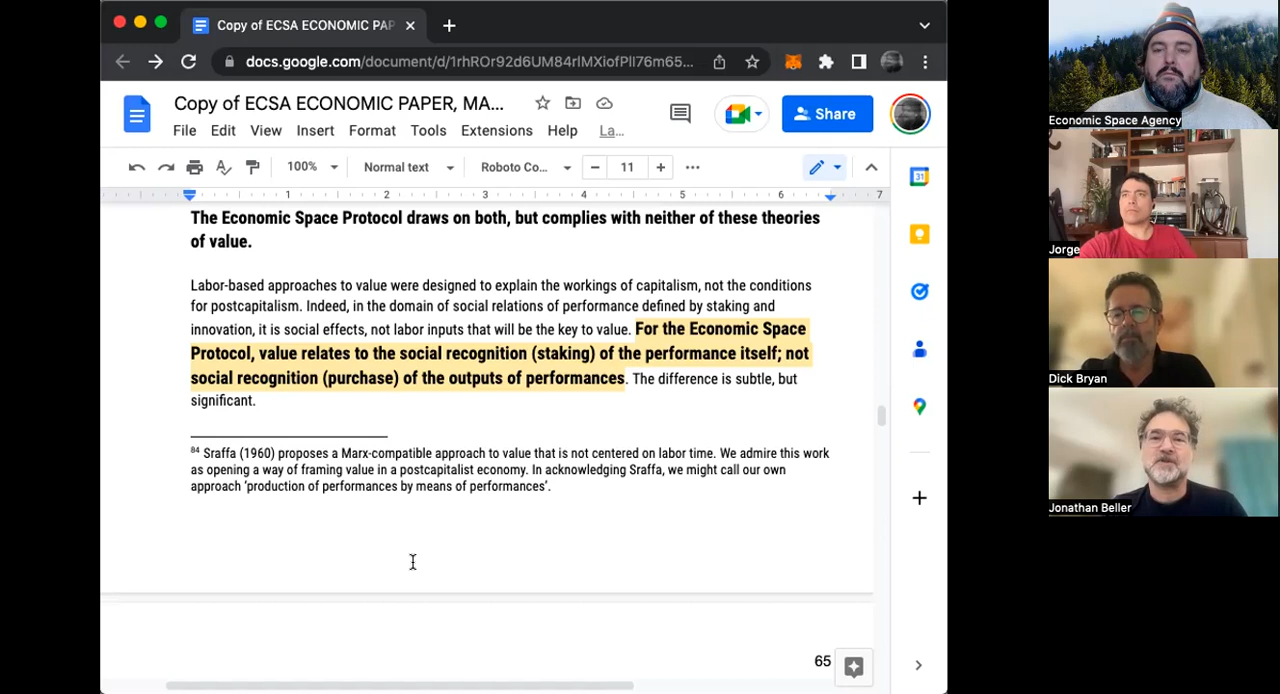 Copy of ECSA ECONOMIC PAP
docs.google.com/document/d/1rhROr92d6UM84rlMXiofPll76m65...
Copy of ECSA ECONOMIC PAPER, MA...
Share
File Edit View Insert Format Tools Extensions Help La...
100% Normal text Roboto Co... 11
1 2 3 4 5 6 7
31
The Economic Space Protocol draws on both, but complies with neither of these theories
of value.
Labor-based approaches to value were designed to explain the workings of capitalism, not the conditions
for postcapitalism. Indeed, in the domain of social relations of performance defined by staking and
innovation, it is social effects, not labor inputs that will be the key to value. For the Economic Space
Protocol, value relates to the social recognition (staking) of the performance itself; not
social recognition (purchase) of the outputs of performances. The difference is subtle, but
significant.
84 Sraffa (1960) proposes a Marx-compatible approach to value that is not centered on labor time. We admire this work
as opening a way of framing value in a postcapitalist economy. In acknowledging Sraffa, we might call our own
approach 'production of performances by means of performances'.
65
Economic Space Agency
Jorge
Dick Bryan
Jonathan Beller